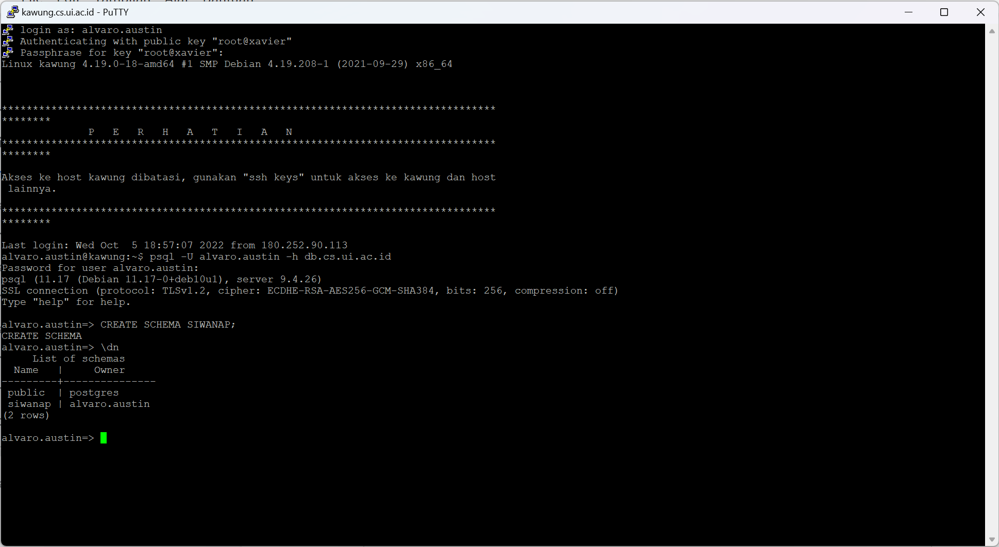 kawung.cs.ui.ac.id - PuTTY
login as: alvaro.austin
Authenticating with public key "root@xavier"
Passphrase for key "root@xavier":
Linux kawung 4.19.0-18-amd64 #1 SMP Debian 4.19.208-1 (2021-09-29) x86_64
********************************************************************************
********
P E R H A T I A N
********************************************************************************
********
Akses ke host kawung dibatasi, gunakan "ssh keys" untuk akses ke kawung dan host
lainnya.
********************************************************************************
********
Last login: Wed Oct  5 18:57:07 2022 from 180.252.90.113
alvaro.austin@kawung:~$ psql -U alvaro.austin -h db.cs.ui.ac.id
Password for user alvaro.austin:
psql (11.17 (Debian 11.17-0+deb10u1), server 9.4.26)
SSL connection (protocol: TLSv1.2, cipher: ECDHE-RSA-AES256-GCM-SHA384, bits: 256, compression: off)
Type "help" for help.
alvaro.austin=> CREATE SCHEMA SIWANAP;
CREATE SCHEMA
alvaro.austin=> \dn
List of schemas
Name | Owner
---------+---------------
public | postgres
siwanap | alvaro.austin
(2 rows)
alvaro.austin=>